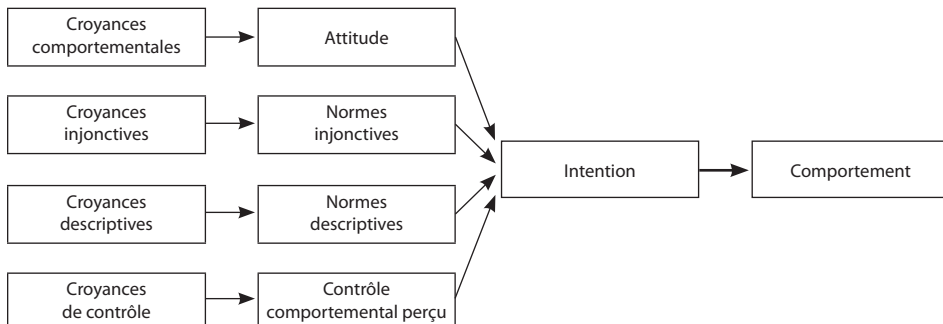 Croyances
comportementales
Attitude
Croyances
injonctives
Normes
injonctives
Intention
Comportement
Croyances
descriptives
Normes
descriptives
Croyances
de contrôle
Contrôle
comportemental perçu